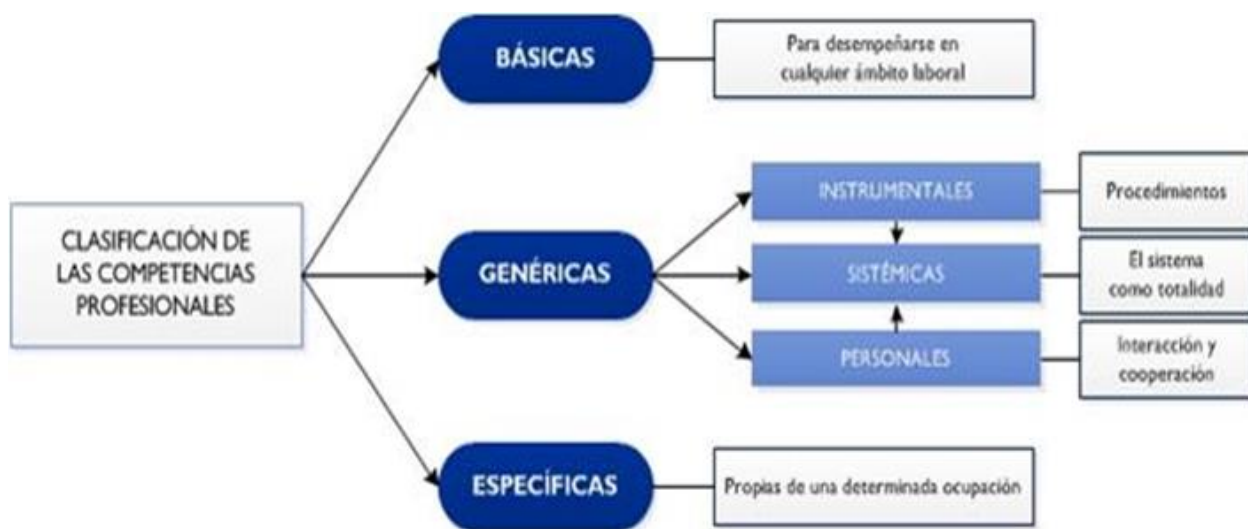 CLASIFICACIÓN DE
LAS COMPETENCIAS
PROFESIONALES
BÁSICAS
Para desempeñarse en
cualquier ámbito laboral
GENÉRICAS
INSTRUMENTALES
Procedimientos
SISTÉMICAS
El sistema
como totalidad
PERSONALES
Interacción y
cooperación
ESPECÍFICAS
Propias de una determinada ocupación